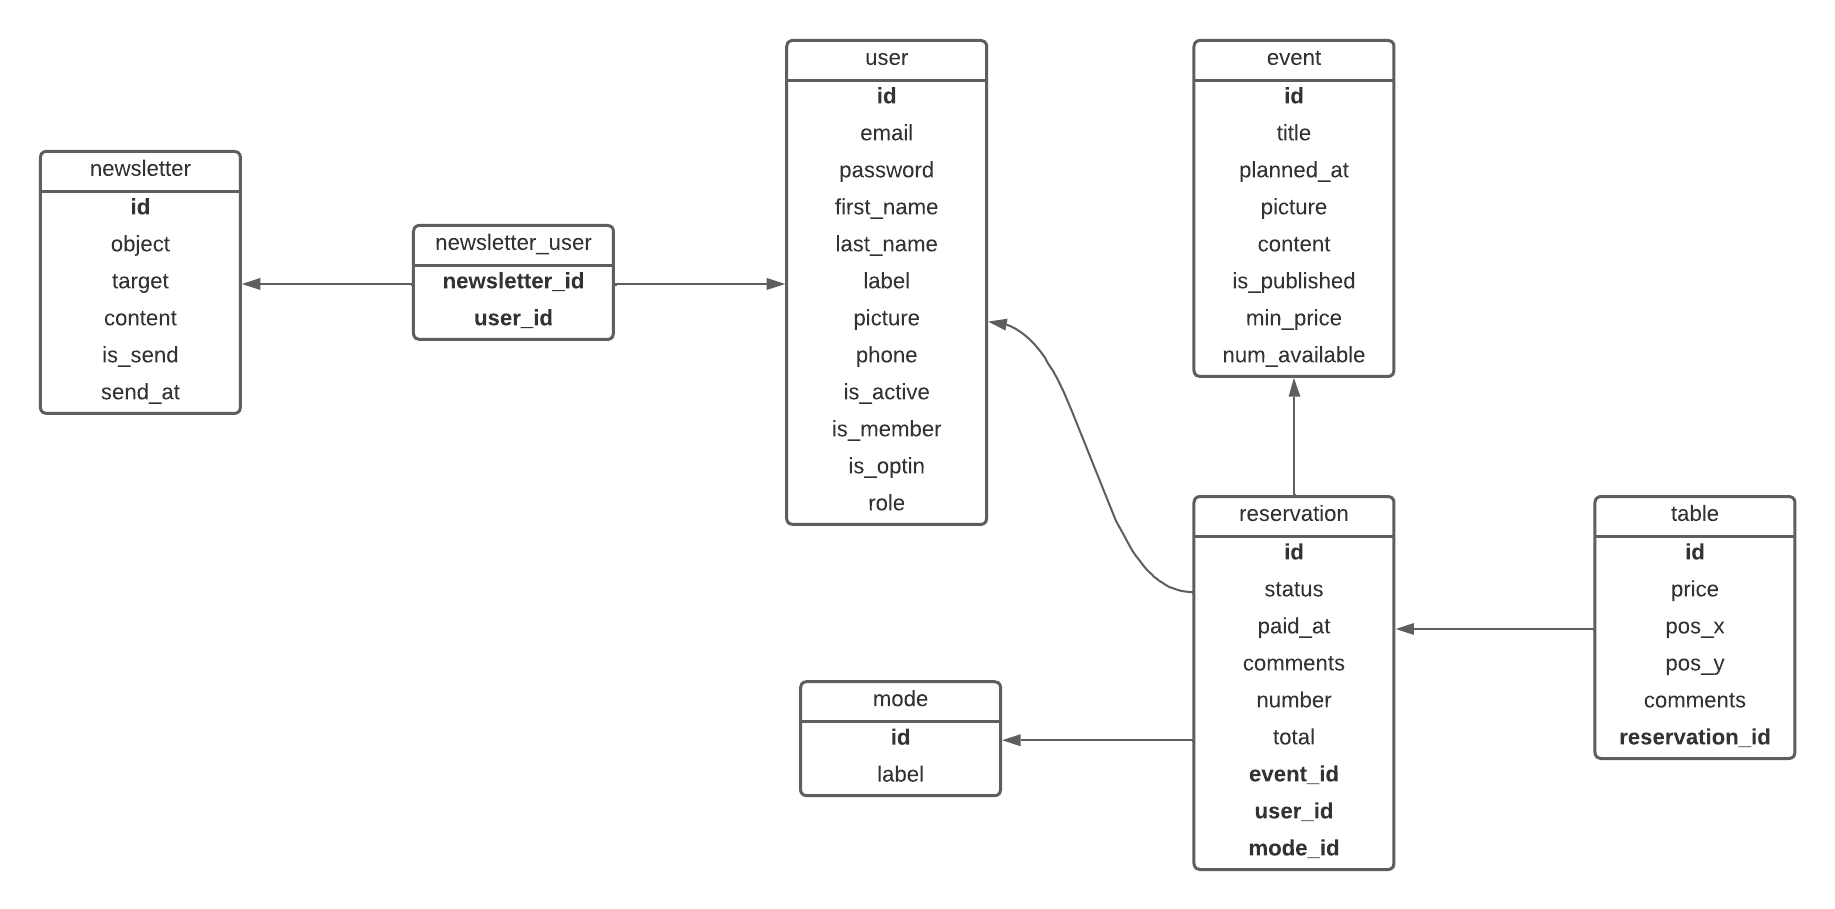 newsletter
id
object
target
content
is_send
send_at
newsletter_user
newsletter_id
user_id
user
id
email
password
first_name
last_name
label
picture
phone
is_active
is_member
is_optin
role
event
id
title
planned_at
picture
content
is_published
min_price
num_available
mode
id
label
reservation
id
status
paid_at
comments
number
total
event_id
user_id
mode_id
table
id
price
pos_x
pos_y
comments
reservation_id